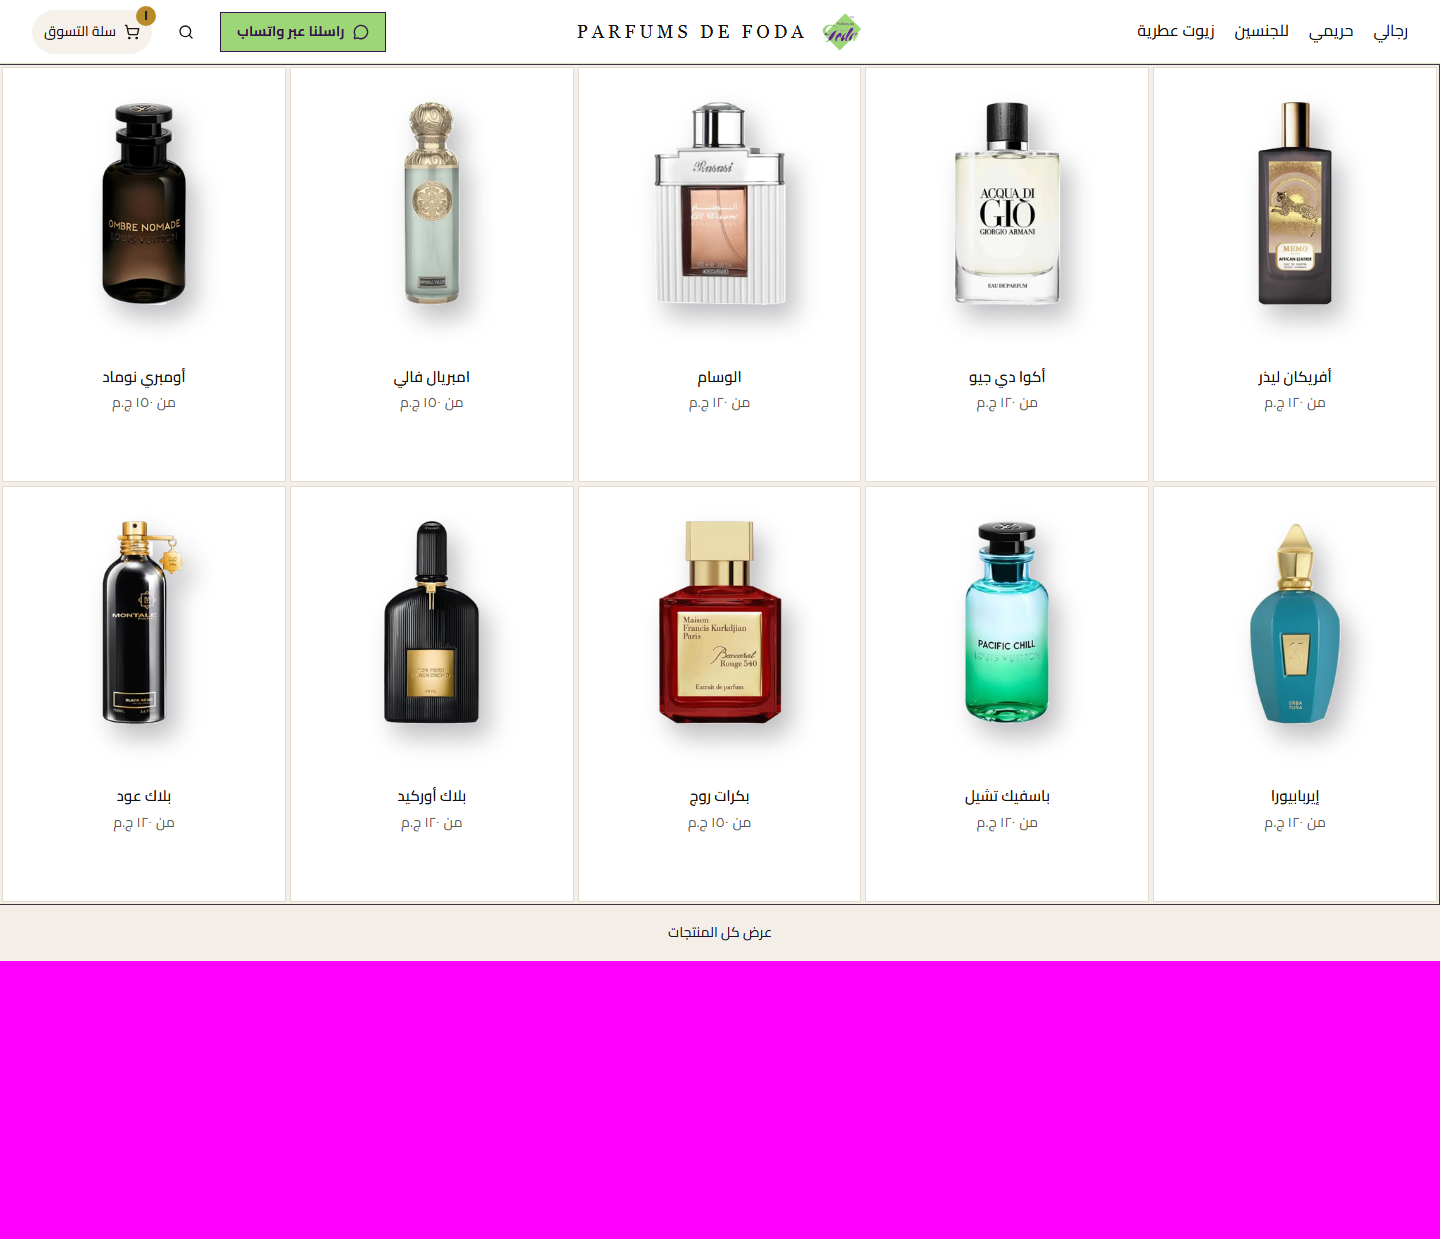 رجالي
حريمي
للجنسين
زيوت عطرية
PARFUMS DE FODA
Foda
راسلنا عبر واتساب
سلة التسوق
١
MEMO
AFRICAN LEATHER
ACQUA DI
GIÒ
GIORGIO ARMANI
EAU DE PARFUM
Rasasi
OMBRE NOMADE
LOUIS VUITTON
أفريكان ليذر
من ١٢٠ ج.م
أكوا دي جيو
من ١٢٠ ج.م
الوسام
من ١٢٠ ج.م
امبريال فالي
من ١٥٠ ج.م
أومبري نوماد
من ١٥٠ ج.م
ERBA
PURA
PACIFIC CHILL
LOUIS VUITTON
Maison
Francis Kurkdjian
Paris
Baccarat
Rouge 540
Extrait de parfum
MONTALE
إيربابيورا
من ١٢٠ ج.م
باسفيك تشيل
من ١٢٠ ج.م
بكرات روج
من ١٥٠ ج.م
بلاك أوركيد
من ١٢٠ ج.م
بلاك عود
من ١٢٠ ج.م
عرض كل المنتجات